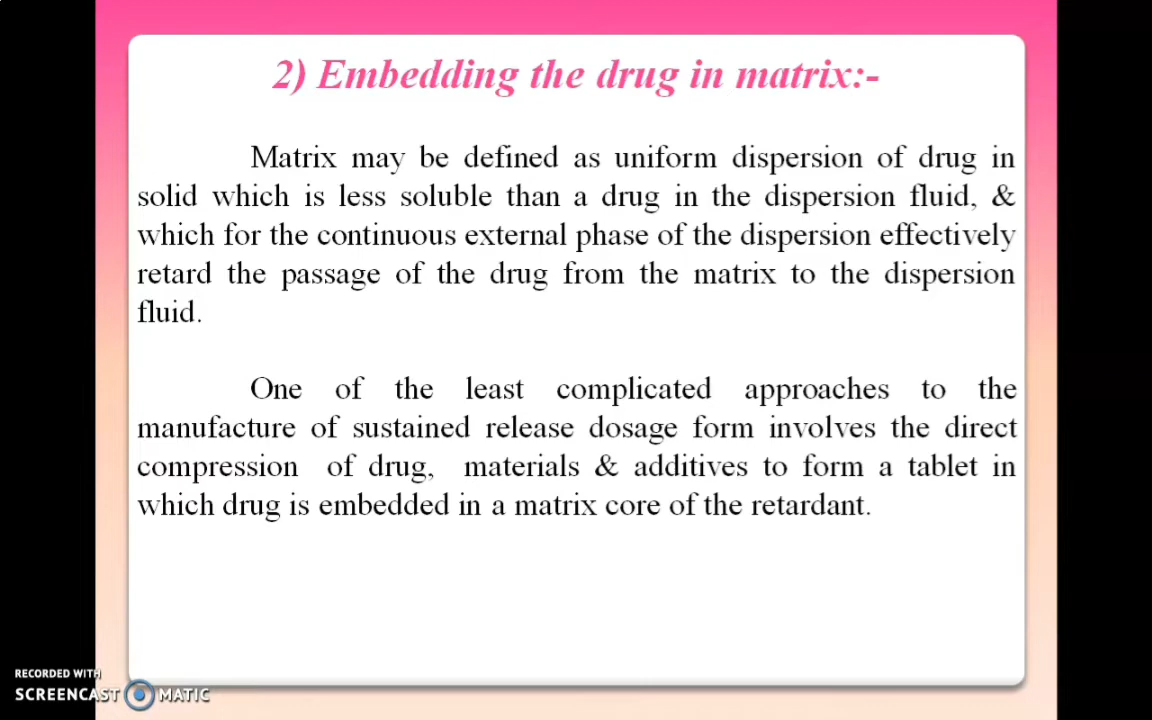 2) Embedding the drug in matrix:-
Matrix may be defined as uniform dispersion of drug in
solid which is less soluble than a drug in the dispersion fluid, &
which for the continuous external phase of the dispersion effectively
retard the passage of the drug from the matrix to the dispersion
fluid.
One of the least complicated approaches to the
manufacture of sustained release dosage form involves the direct
compression of drug, materials & additives to form a tablet in
which drug is embedded in a matrix core of the retardant.
RECORDED WITH
SCREENCAST MATIC